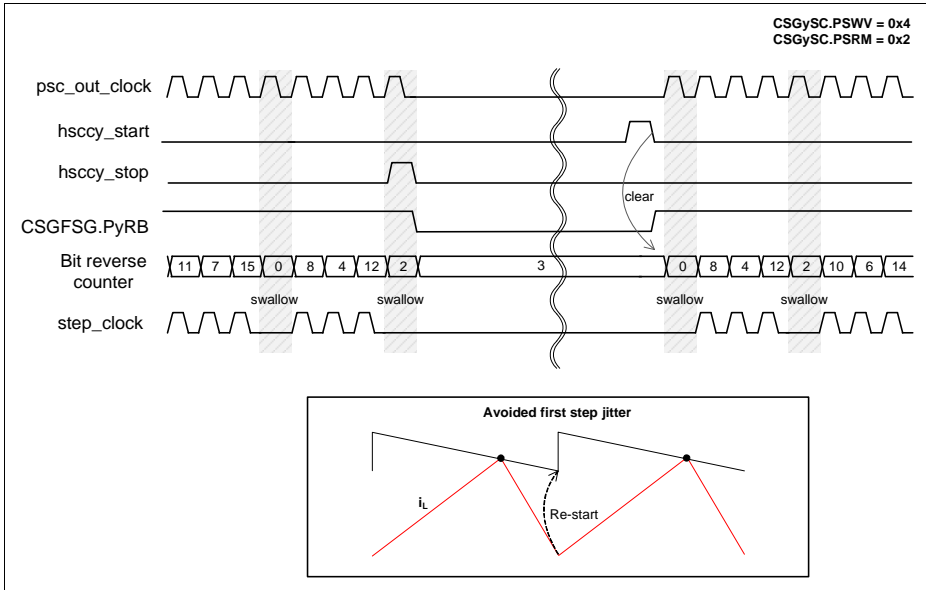 CSGySC.PSWV = 0x4
CSGySC.PSRM = 0x2
psc_out_clock
hsccy_start
hsccy_stop
clear
CSGFSG.PyRB
Bit reverse
counter
11 7 15 0 8 4 12 2 3 0 8 4 12 2 10 6 14
swallow swallow swallow swallow
step_clock
Avoided first step jitter
iL
Re-start